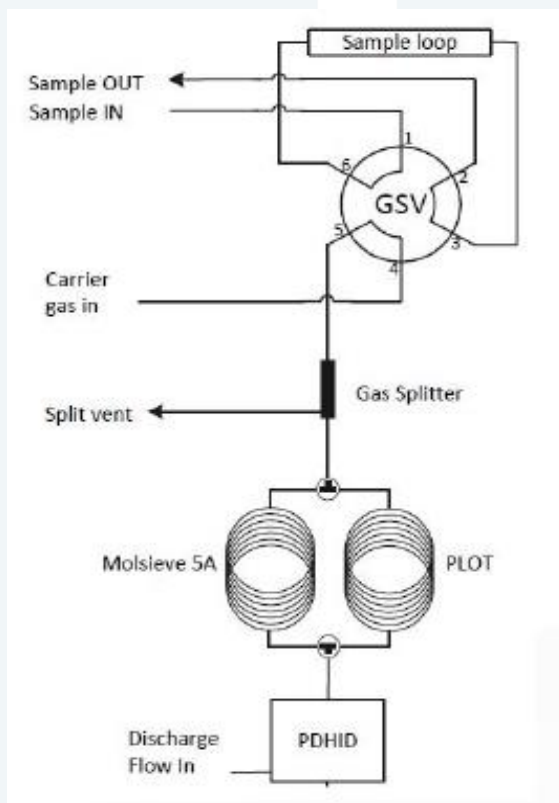 Sample loop
Sample OUT
Sample IN
1
6
2
GSV
5
3
4
Carrier
gas in
Gas Splitter
Split vent
Molsieve 5A
PLOT
Discharge
Flow In
PDHID